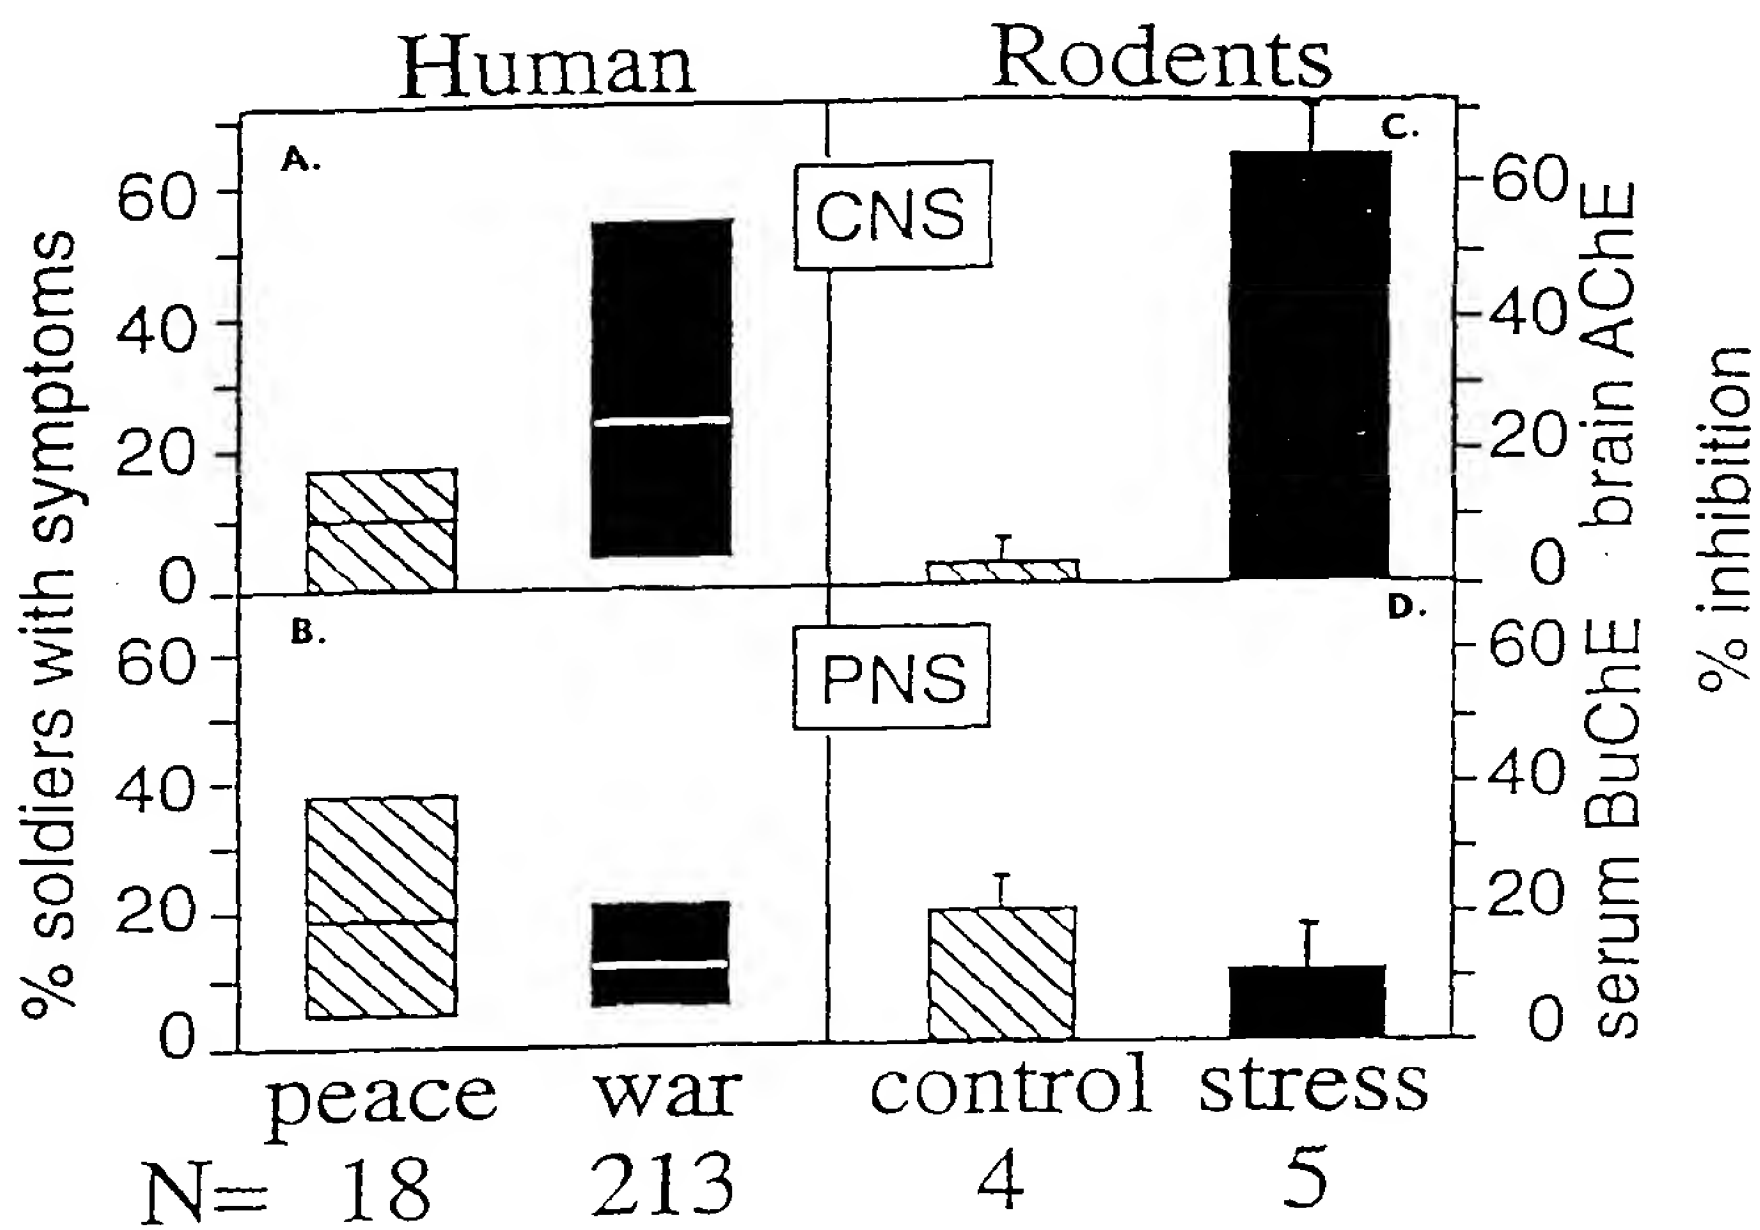 Human Rodents
A. C.
CNS
60
40
20
0
60
40
20
0
B. D.
PNS
60
40
20
0
60
40
20
0
% soldiers with symptoms
brain AChE
serum BuChE
% inhibition
peace war control stress
N= 18 213 4 5